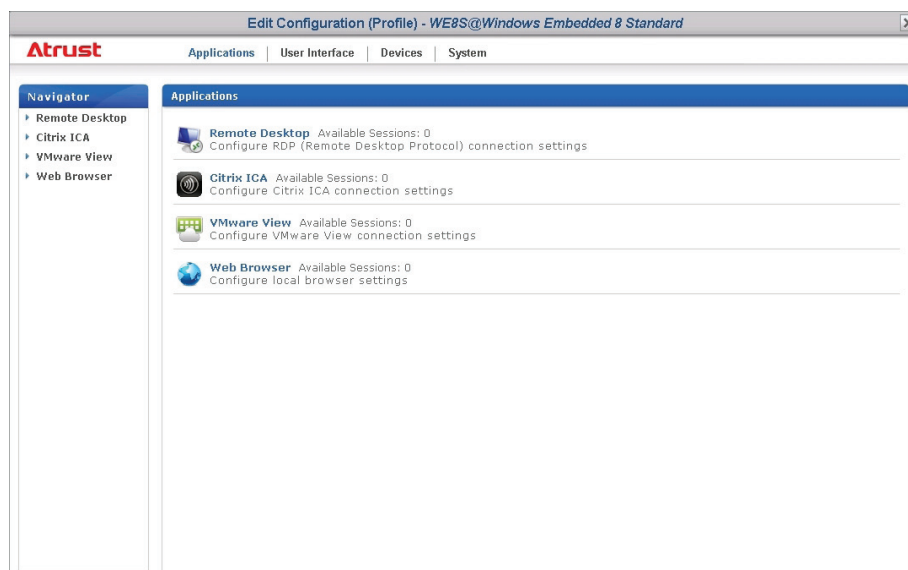 Edit Configuration (Profile) - WE8S@Windows Embedded 8 Standard
Atrust
Applications | User Interface | Devices | System
Navigator
Remote Desktop
Citrix ICA
VMware View
Web Browser
Applications
Remote Desktop Available Sessions: 0
Configure RDP (Remote Desktop Protocol) connection settings
Citrix ICA Available Sessions: 0
Configure Citrix ICA connection settings
VMware View Available Sessions: 0
Configure VMware View connection settings
Web Browser Available Sessions: 0
Configure local browser settings